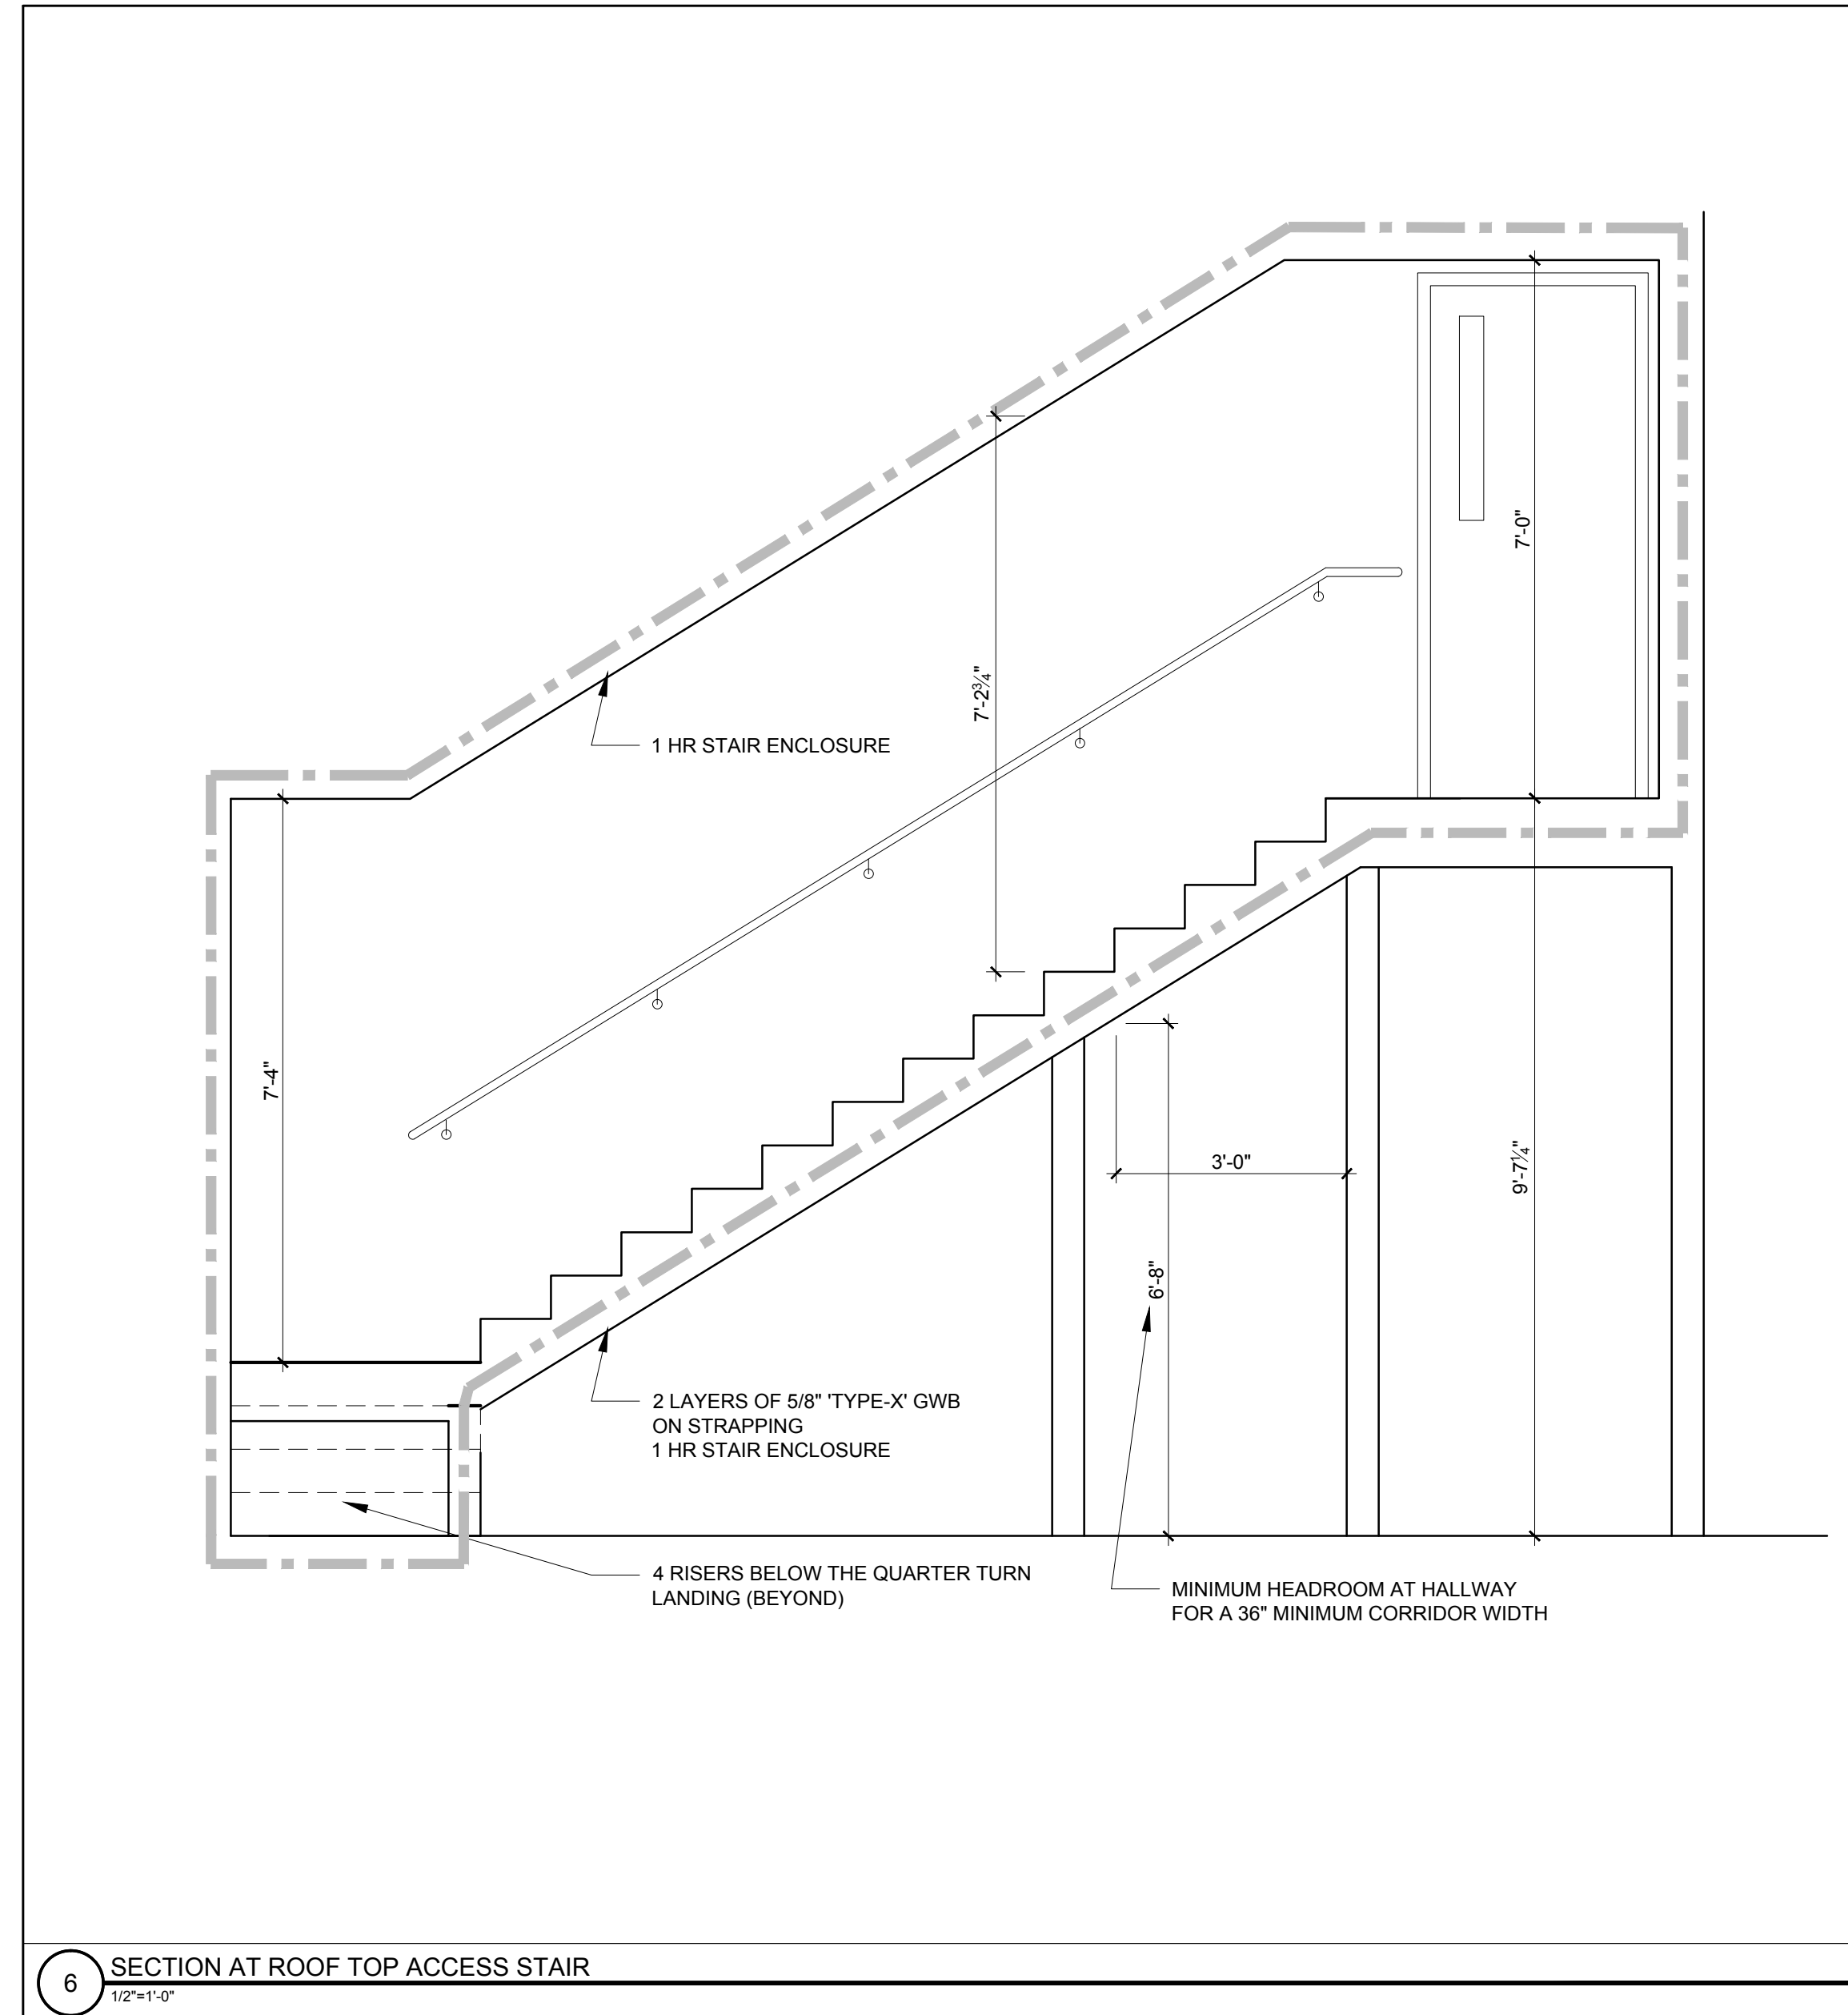 7'-0"
7'-2¾"
1 HR STAIR ENCLOSURE
7'-4"
3'-0"
9'-7¼"
6'-8"
2 LAYERS OF 5/8" 'TYPE-X' GWB
ON STRAPPING
1 HR STAIR ENCLOSURE
4 RISERS BELOW THE QUARTER TURN
LANDING (BEYOND)
MINIMUM HEADROOM AT HALLWAY
FOR A 36" MINIMUM CORRIDOR WIDTH
6
SECTION AT ROOF TOP ACCESS STAIR
1/2"=1'-0"